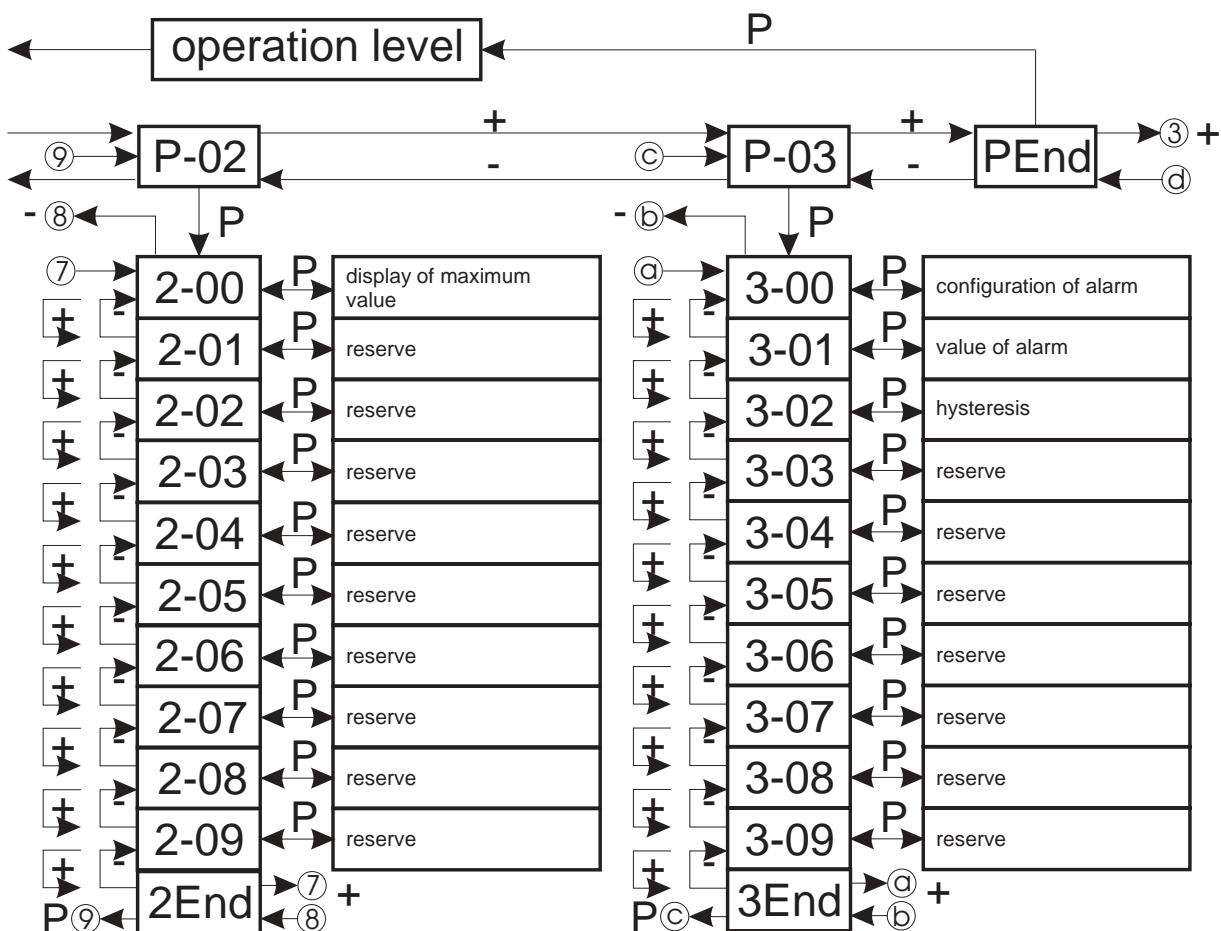 operation level
P
+ +
⑨ P-02 ⓒ P-03 PEnd ③ +
- -
ⓓ
- ⑧ P - ⓑ P
⑦ 2-00 P display of maximum value
+ -
2-01 P reserve
+ -
2-02 P reserve
+ -
2-03 P reserve
+ -
2-04 P reserve
+ -
2-05 P reserve
+ -
2-06 P reserve
+ -
2-07 P reserve
+ -
2-08 P reserve
+ -
2-09 P reserve
+ -
2End ⑦ +
P ⑨ ⑧
ⓐ 3-00 P configuration of alarm
+ -
3-01 P value of alarm
+ -
3-02 P hysteresis
+ -
3-03 P reserve
+ -
3-04 P reserve
+ -
3-05 P reserve
+ -
3-06 P reserve
+ -
3-07 P reserve
+ -
3-08 P reserve
+ -
3-09 P reserve
+ -
3End ⓐ +
P ⓒ ⓑ